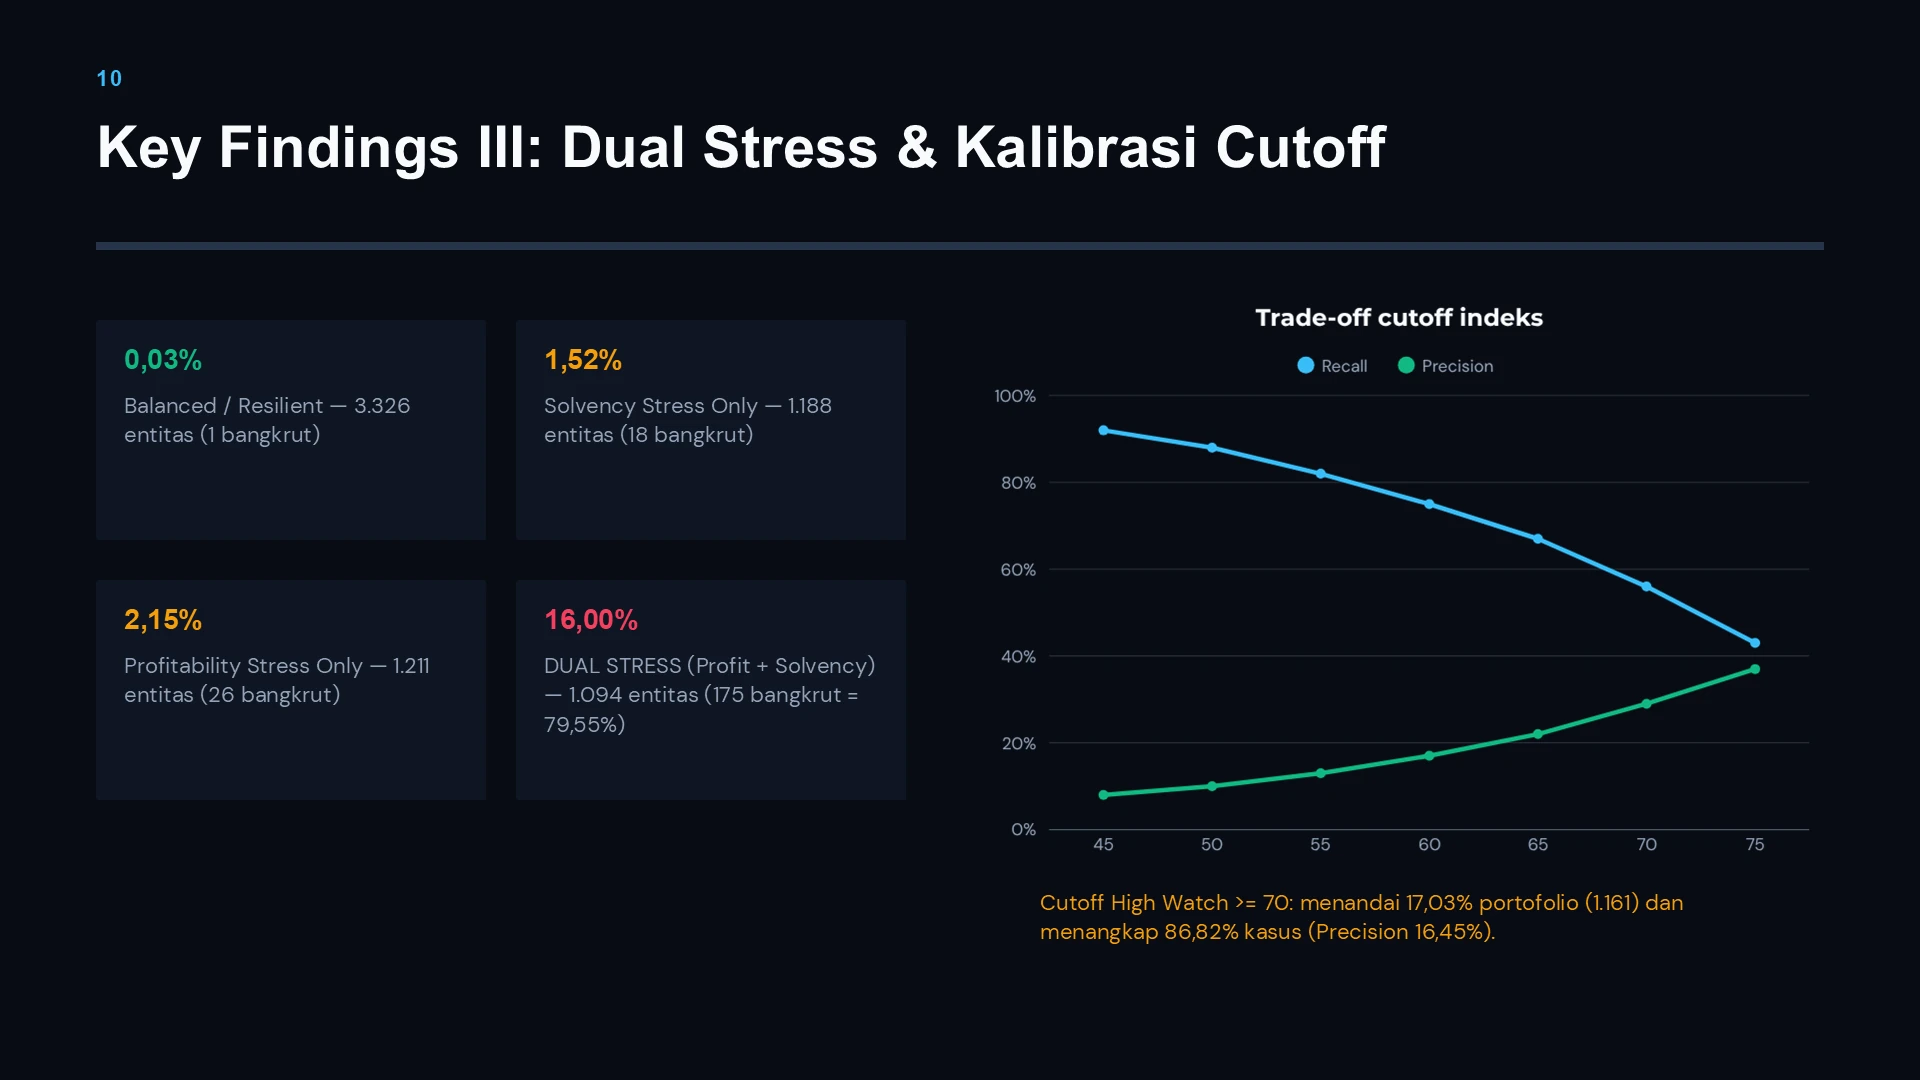 10
Key Findings III: Dual Stress & Kalibrasi Cutoff
0,03%
Balanced / Resilient — 3.326
entitas (1 bangkrut)
1,52%
Solvency Stress Only — 1.188
entitas (18 bangkrut)
2,15%
Profitability Stress Only — 1.211
entitas (26 bangkrut)
16,00%
DUAL STRESS (Profit + Solvency)
— 1.094 entitas (175 bangkrut =
79,55%)
Trade-off cutoff indeks
Recall Precision
100%
80%
60%
40%
20%
0%
45 50 55 60 65 70 75
Cutoff High Watch >= 70: menandai 17,03% portofolio (1.161) dan
menangkap 86,82% kasus (Precision 16,45%).